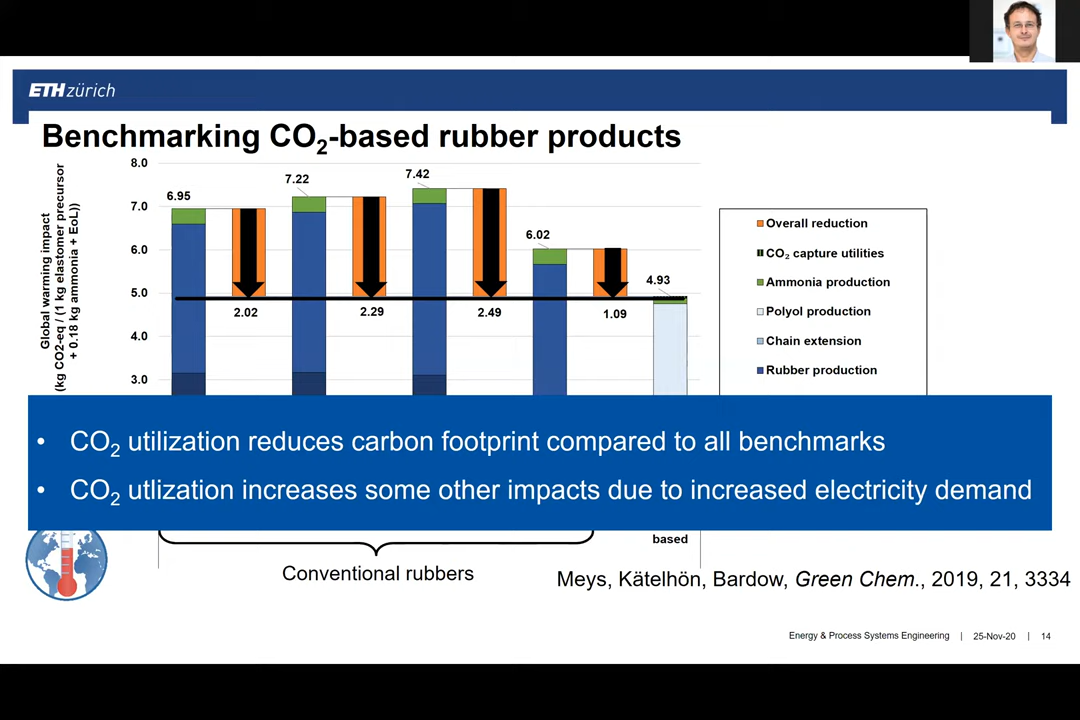 ETH zürich
Benchmarking CO₂-based rubber products
Global warming impact
(kg CO2-eq / (1 kg elastomer precursor
+ 0.18 kg ammonia + EoL))
8.0
7.0
6.0
5.0
4.0
3.0
6.95
7.22
7.42
6.02
4.93
2.02
2.29
2.49
1.09
Overall reduction
CO₂ capture utilities
Ammonia production
Polyol production
Chain extension
Rubber production
• CO₂ utilization reduces carbon footprint compared to all benchmarks
• CO₂ utlization increases some other impacts due to increased electricity demand
based
Conventional rubbers
Meys, Kätelhön, Bardow, Green Chem., 2019, 21, 3334
Energy & Process Systems Engineering | 25-Nov-20 | 14